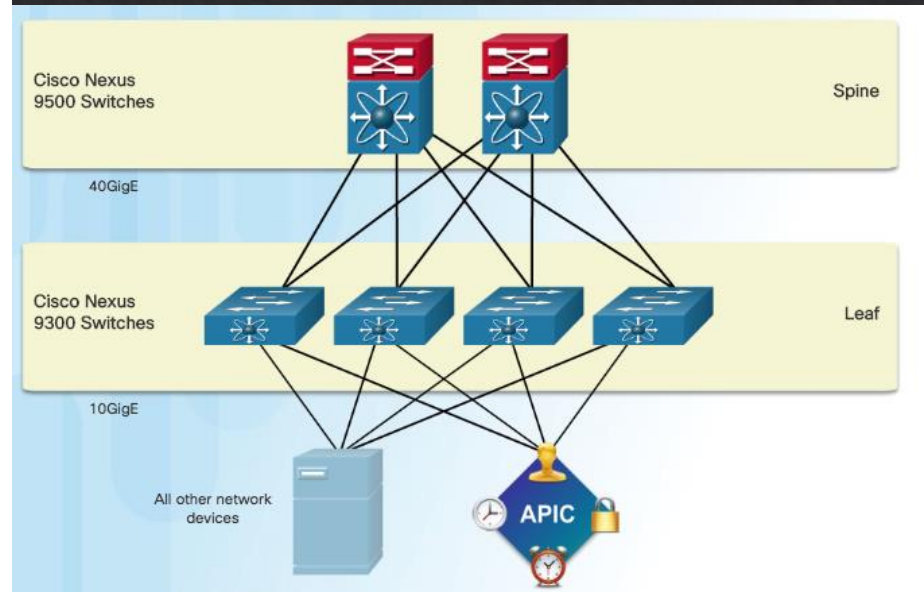 Cisco Nexus
9500 Switches
Spine
40GigE
Cisco Nexus
9300 Switches
Leaf
10GigE
All other network
devices
APIC